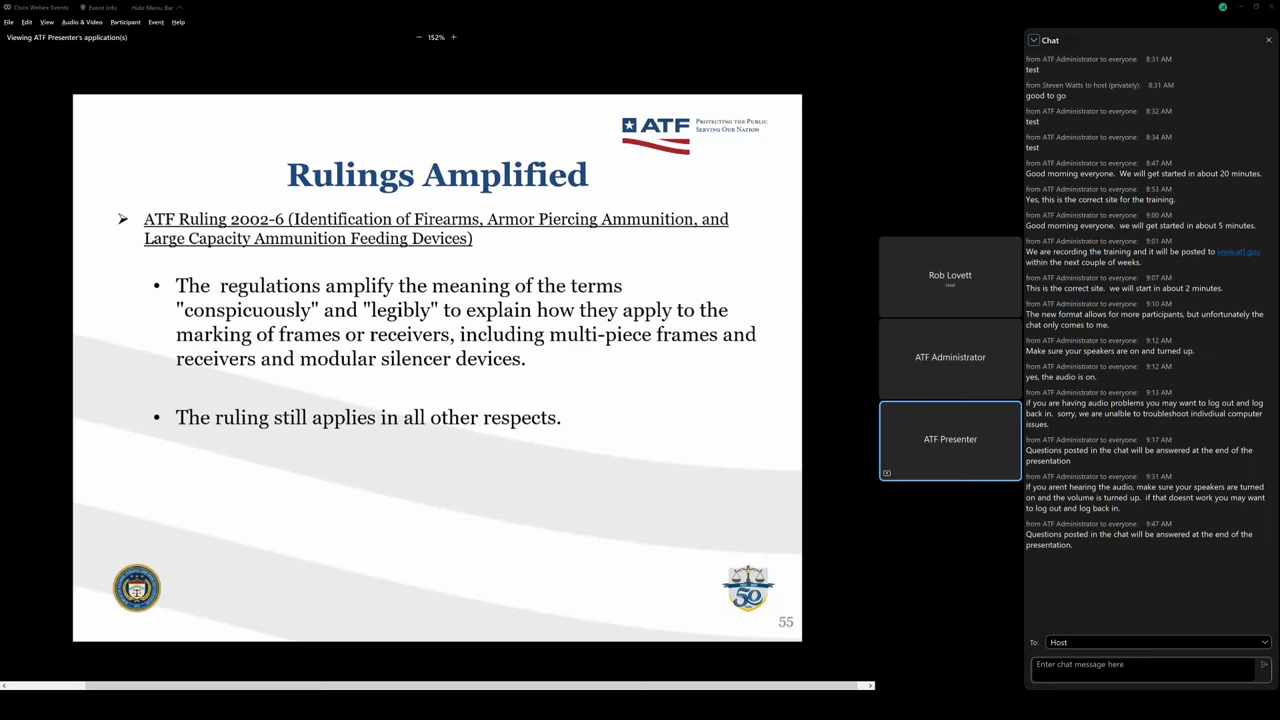 Cisco Webex Events
Event Info
Hide Menu Bar
File Edit View Audio & Video Participant Event Help
Viewing ATF Presenter's application(s)
152%
ATF
PROTECTING THE PUBLIC
SERVING OUR NATION
Rulings Amplified
ATF Ruling 2002-6 (Identification of Firearms, Armor Piercing Ammunition, and
Large Capacity Ammunition Feeding Devices)
• The  regulations amplify the meaning of the terms
"conspicuously" and "legibly" to explain how they apply to the
marking of frames or receivers, including multi-piece frames and
receivers and modular silencer devices.
• The ruling still applies in all other respects.
50
55
Rob Lovett
Host
ATF Administrator
ATF Presenter
Chat
from ATF Administrator to everyone: 8:31 AM
test
from Steven Watts to host (privately): 8:31 AM
good to go
from ATF Administrator to everyone: 8:32 AM
test
from ATF Administrator to everyone: 8:34 AM
test
from ATF Administrator to everyone: 8:47 AM
Good morning everyone. We will get started in about 20 minutes.
from ATF Administrator to everyone: 8:53 AM
Yes, this is the correct site for the training.
from ATF Administrator to everyone: 9:00 AM
Good morning everyone. we will get started in about 5 minutes.
from ATF Administrator to everyone: 9:01 AM
We are recording the training and it will be posted to www.atf.gov
within the next couple of weeks.
from ATF Administrator to everyone: 9:07 AM
This is the correct site. we will start in about 2 minutes.
from ATF Administrator to everyone: 9:10 AM
The new format allows for more participants, but unfortunately the
chat only comes to me.
from ATF Administrator to everyone: 9:12 AM
Make sure your speakers are on and turned up.
from ATF Administrator to everyone: 9:12 AM
yes, the audio is on.
from ATF Administrator to everyone: 9:13 AM
if you are having audio problems you may want to log out and log
back in. sorry, we are unable to troubleshoot indivdiual computer
issues.
from ATF Administrator to everyone: 9:17 AM
Questions posted in the chat will be answered at the end of the
presentation
from ATF Administrator to everyone: 9:31 AM
If you arent hearing the audio, make sure your speakers are turned
on and the volume is turned up. if that doesnt work you may want
to log out and log back in.
from ATF Administrator to everyone: 9:47 AM
Questions posted in the chat will be answered at the end of the
presentation.
To: Host
Enter chat message here